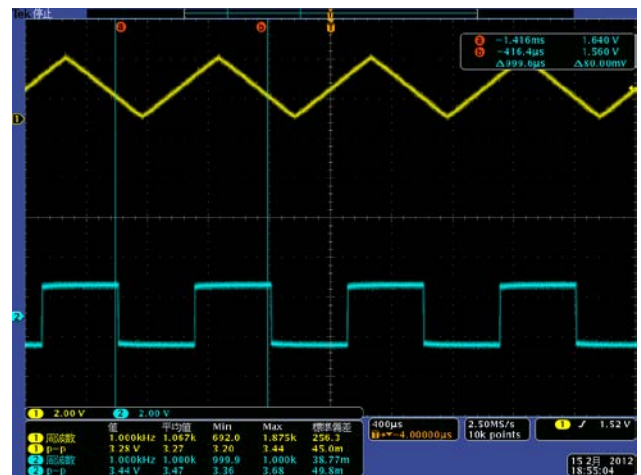 Tek 停止
a
b
T
a -1.416ms 1.640 V
b -416.4μs 1.560 V
Δ999.6μs Δ80.00mV
1
2
1 2.00 V 2 2.00 V
値 平均値 Min Max 標準偏差
1 周波数 1.000kHz 1.067k 692.0 1.875k 256.3
1 p-p 3.28 V 3.27 3.20 3.44 45.0m
2 周波数 1.000kHz 1.000k 999.9 1.000k 38.77m
2 p-p 3.44 V 3.47 3.36 3.68 49.8m
400μs
T -4.00000μs
2.50MS/s
10k points
1 1.52 V
15 2月 2012
18:55:04